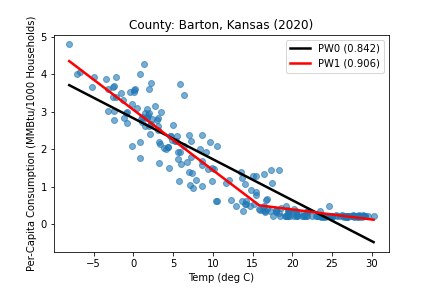 County: Barton, Kansas (2020)
PW0 (0.842)
PW1 (0.906)
Per-Capita Consumption (MMBtu/1000 Households)
5
4
3
2
1
0
−5
0
5
10
15
20
25
30
Temp (deg C)